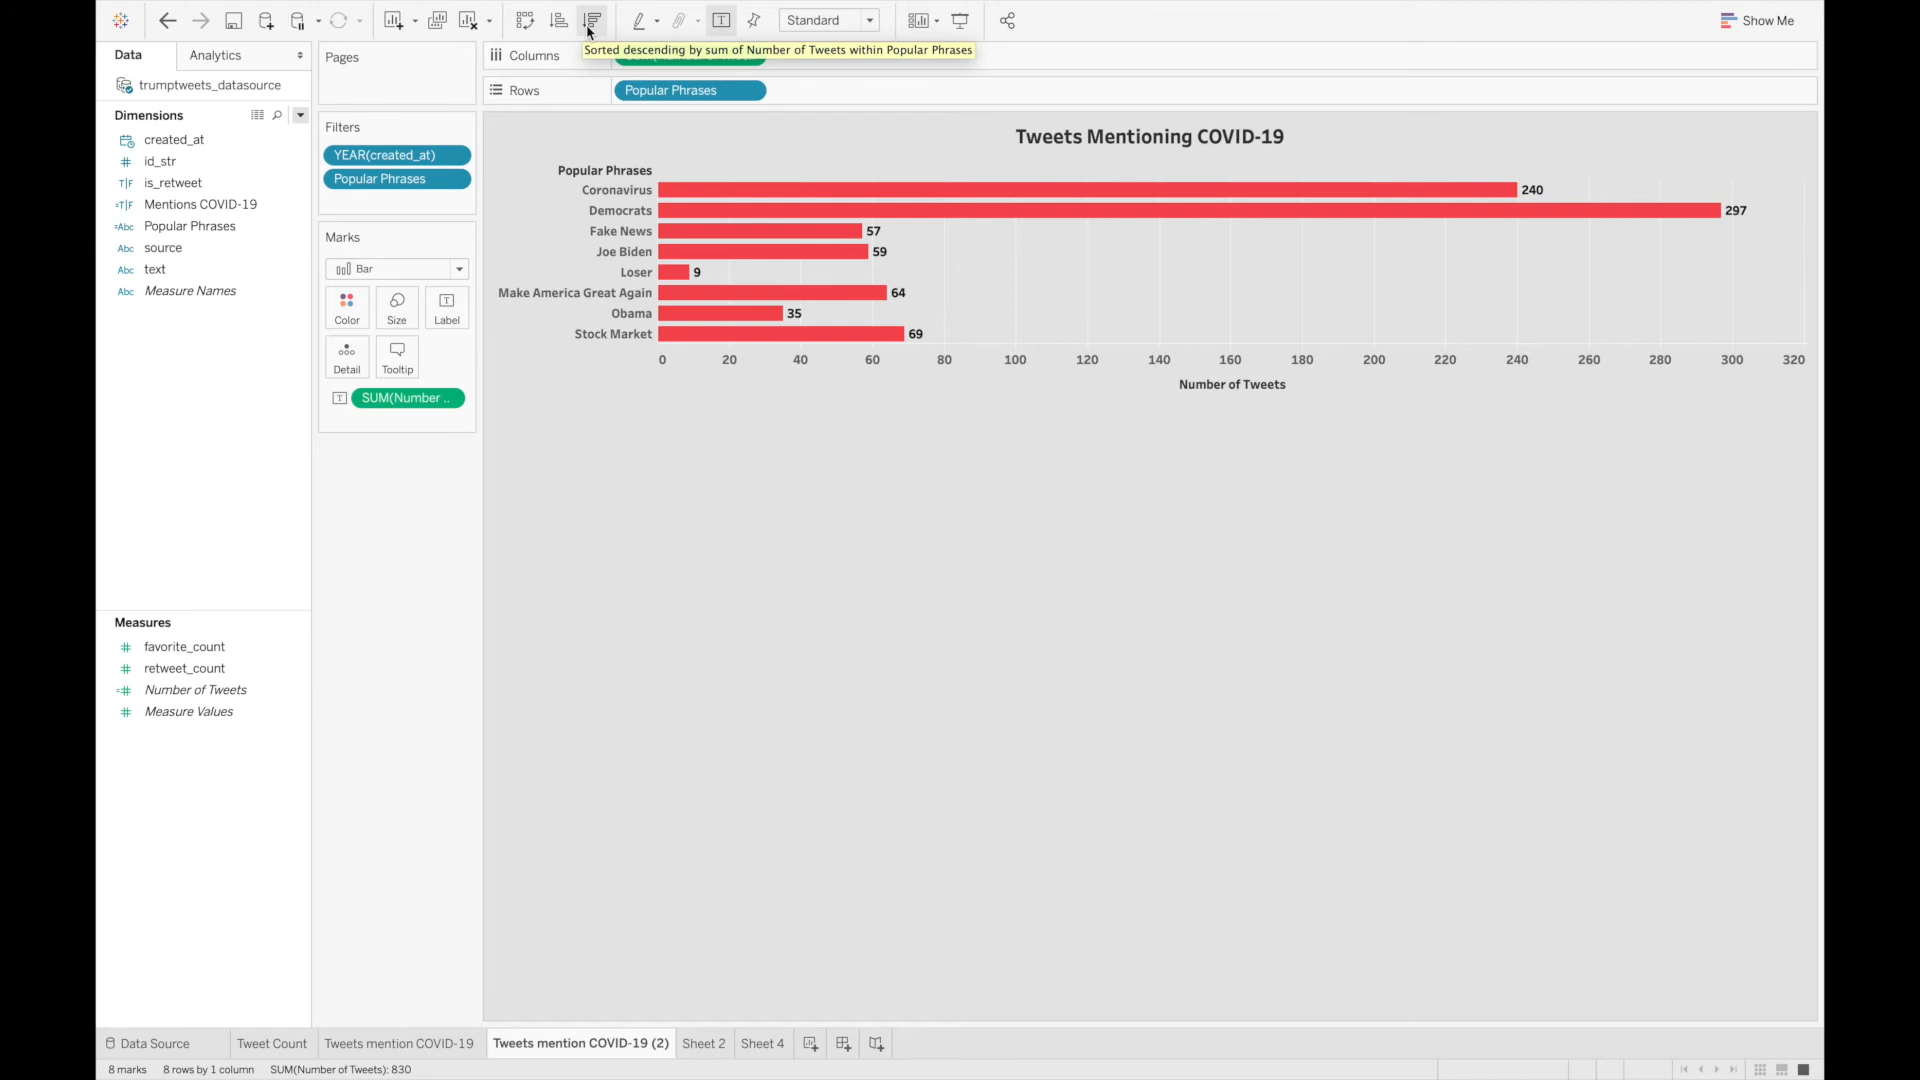 Standard
Show Me
Sorted descending by sum of Number of Tweets within Popular Phrases
Data
Analytics
trumptweets_datasource
Dimensions
created_at
id_str
is_retweet
Mentions COVID-19
Popular Phrases
source
text
Measure Names
Measures
favorite_count
retweet_count
Number of Tweets
Measure Values
Pages
Filters
YEAR(created_at)
Popular Phrases
Marks
Bar
Color
Size
Label
Detail
Tooltip
SUM(Number ..
Columns
Rows
Popular Phrases
Tweets Mentioning COVID-19
Popular Phrases
Coronavirus 240
Democrats 297
Fake News 57
Joe Biden 59
Loser 9
Make America Great Again 64
Obama 35
Stock Market 69
0 20 40 60 80 100 120 140 160 180 200 220 240 260 280 300 320
Number of Tweets
Data Source
Tweet Count
Tweets mention COVID-19
Tweets mention COVID-19 (2)
Sheet 2
Sheet 4
8 marks
8 rows by 1 column
SUM(Number of Tweets): 830